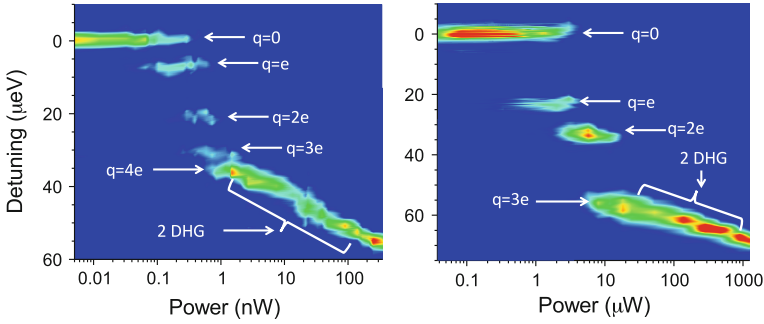 0
20
40
60
0.01
0.1
1
10
100
Detuning (μeV)
Power (nW)
q=0
q=e
q=2e
q=3e
q=4e
2 DHG
0
20
40
60
0.1
1
10
100
1000
Power (μW)
q=0
q=e
q=2e
2 DHG
q=3e